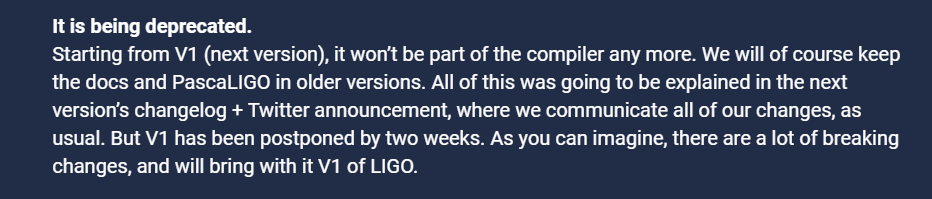 It is being deprecated.
Starting from V1 (next version), it won’t be part of the compiler any more. We will of course keep
the docs and PascaLIGO in older versions. All of this was going to be explained in the next
version’s changelog + Twitter announcement, where we communicate all of our changes, as
usual. But V1 has been postponed by two weeks. As you can imagine, there are a lot of breaking
changes, and will bring with it V1 of LIGO.